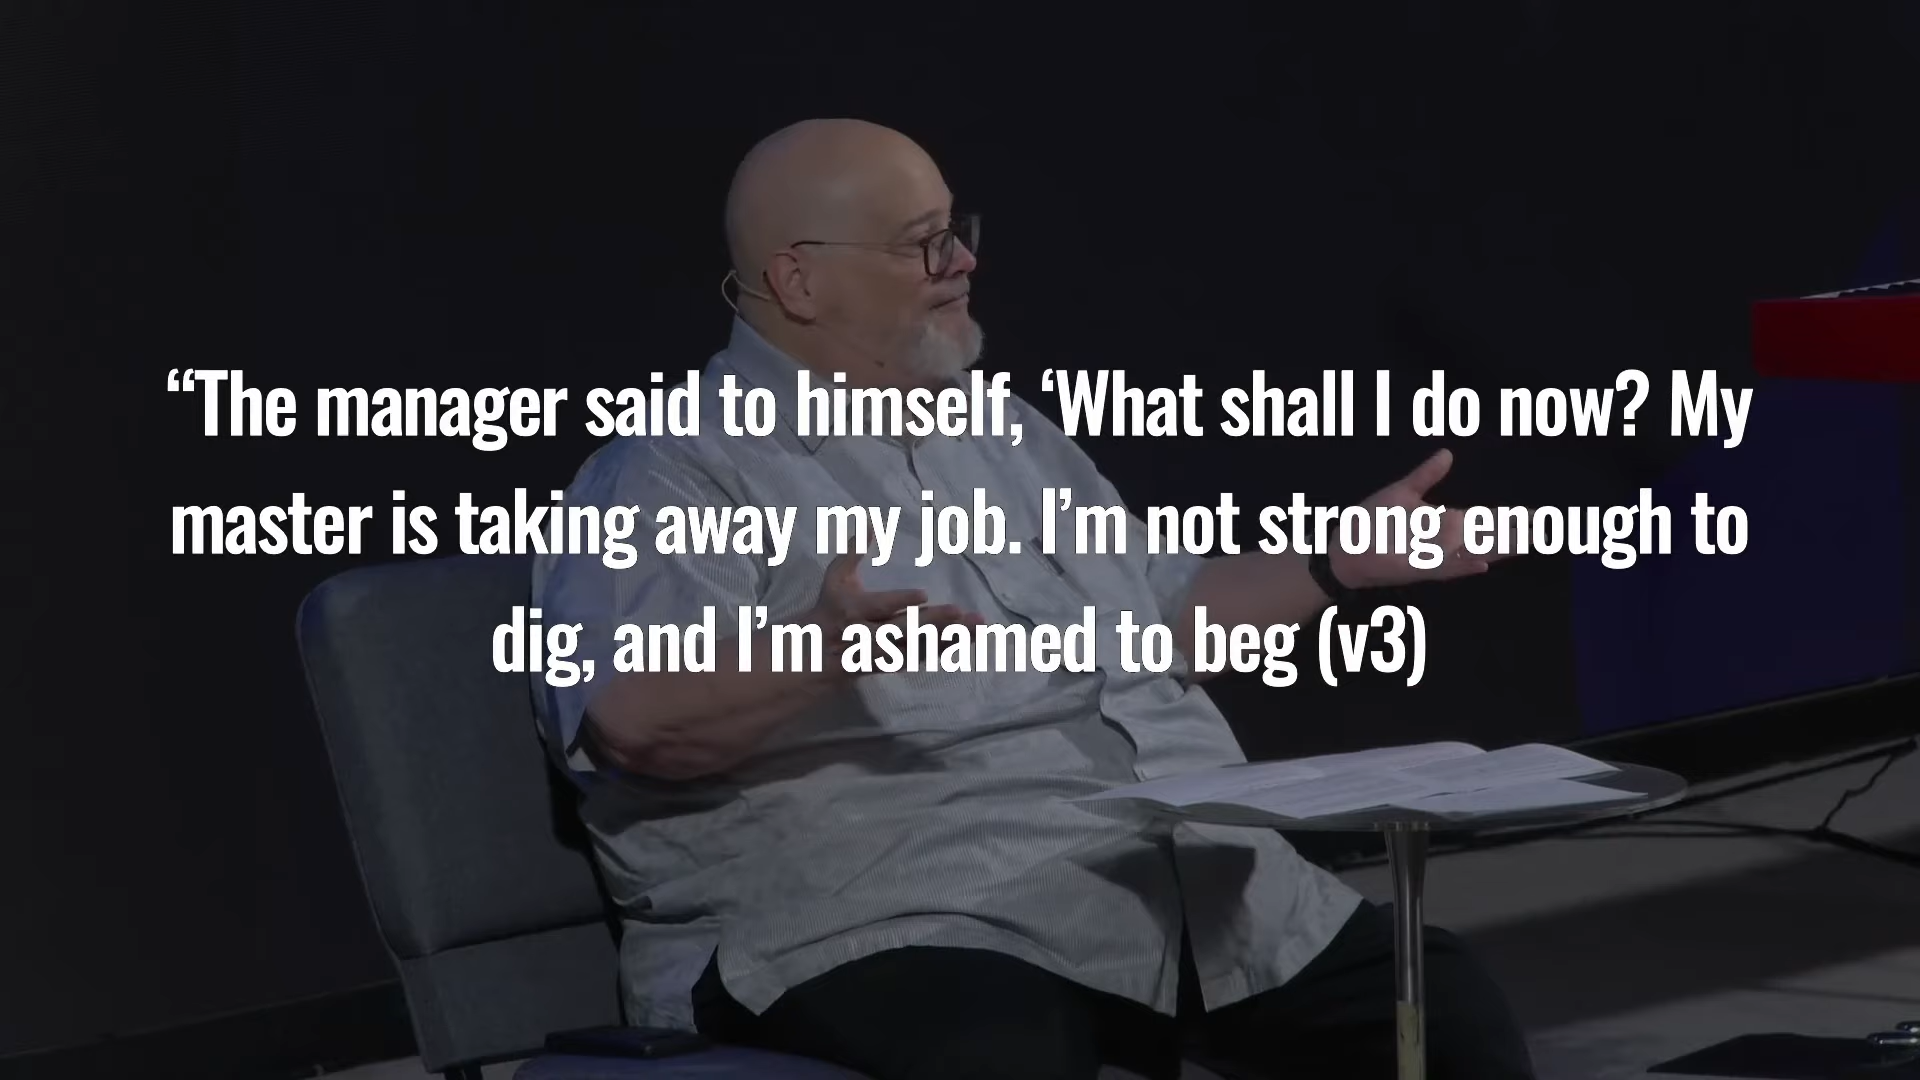 “The manager said to himself, ‘What shall I do now? My
master is taking away my job. I’m not strong enough to
dig, and I’m ashamed to beg (v3)